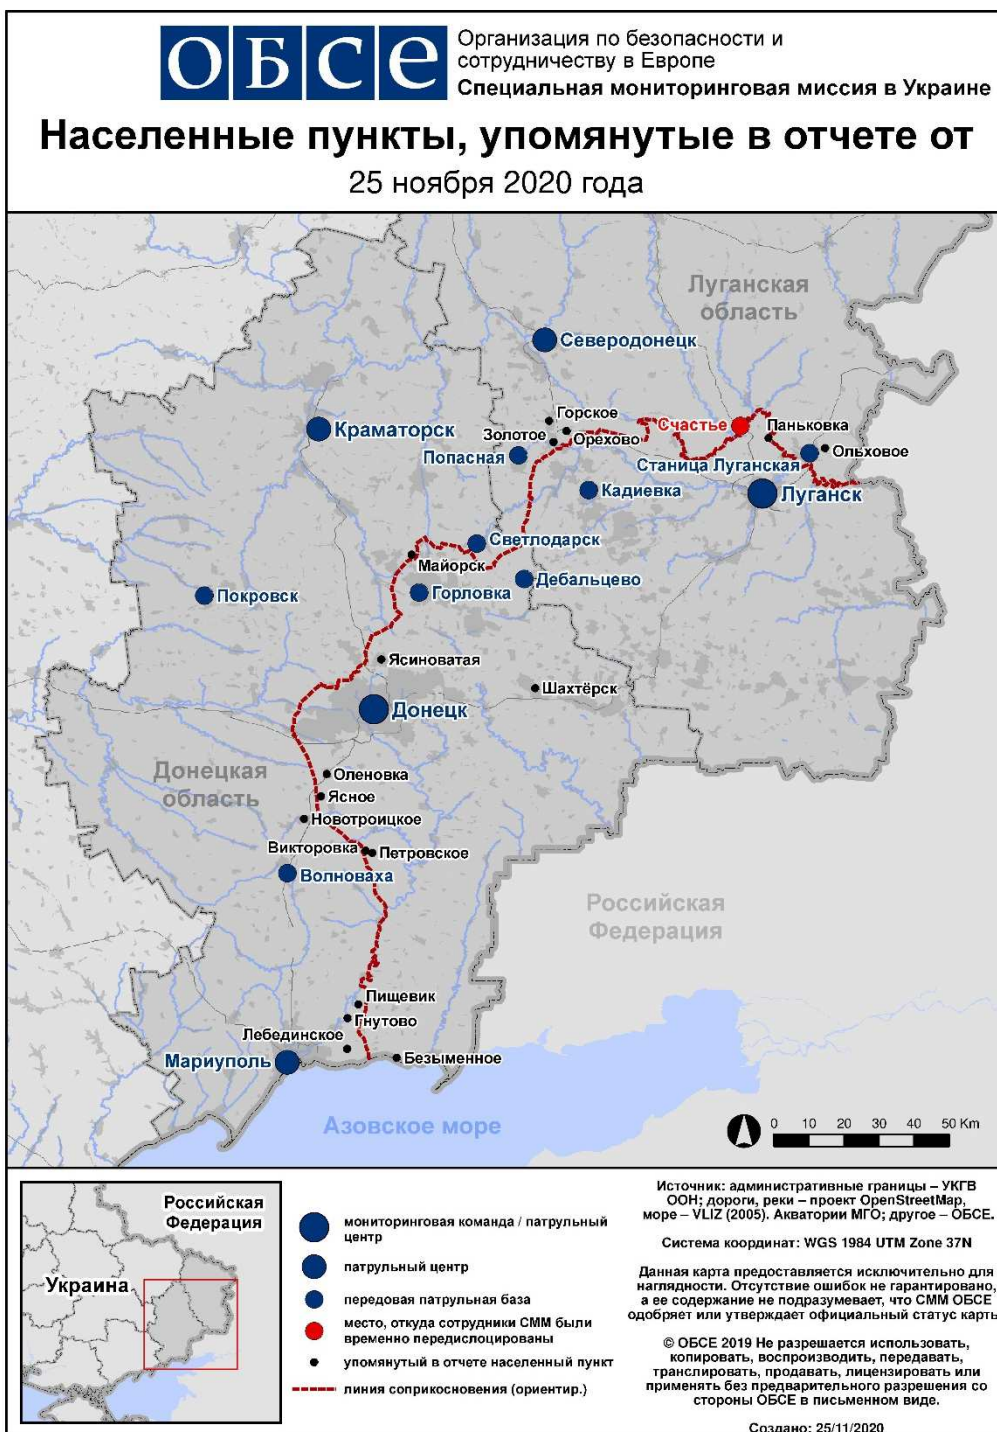 ОБСЕ
Организация по безопасности и
сотрудничеству в Европе
Специальная мониторинговая миссия в Украине
Населенные пункты, упомянутые в отчете от
25 ноября 2020 года
Луганская
область
Северодонецк
Горское
Счастье
Краматорск
Золотое
Орехово
Паньковка
Попасная
Станица Луганская
Ольховое
Кадиевка
Луганск
Светлодарск
Майорск
Дебальцево
Покровск
Горловка
Ясиноватая
Шахтёрск
Донецк
Донецкая
область
Оленовка
Ясное
Новотроицкое
Викторовка
Петровское
Волноваха
Российская
Федерация
Пищевик
Гнутово
Лебединское
Мариуполь
Безыменное
Азовское море
0 10 20 30 40 50 Km
Российская
Федерация
Украина
мониторинговая команда / патрульный
центр
патрульный центр
передовая патрульная база
место, откуда сотрудники СММ были
временно передислоцированы
упомянутый в отчете населенный пункт
линия соприкосновения (ориентир.)
Источник: административные границы – УКГВ
ООН; дороги, реки – проект OpenStreetMap,
море – VLIZ (2005). Акватории МГО; другое – ОБСЕ.
Система координат: WGS 1984 UTM Zone 37N
Данная карта предоставляется исключительно для
наглядности. Отсутствие ошибок не гарантировано,
а ее содержание не подразумевает, что СММ ОБСЕ
одобряет или утверждает официальный статус карты
© ОБСЕ 2019 Не разрешается использовать,
копировать, воспроизводить, передавать,
транслировать, продавать, лицензировать или
применять без предварительного разрешения со
стороны ОБСЕ в письменном виде.
Создано: 25/11/2020